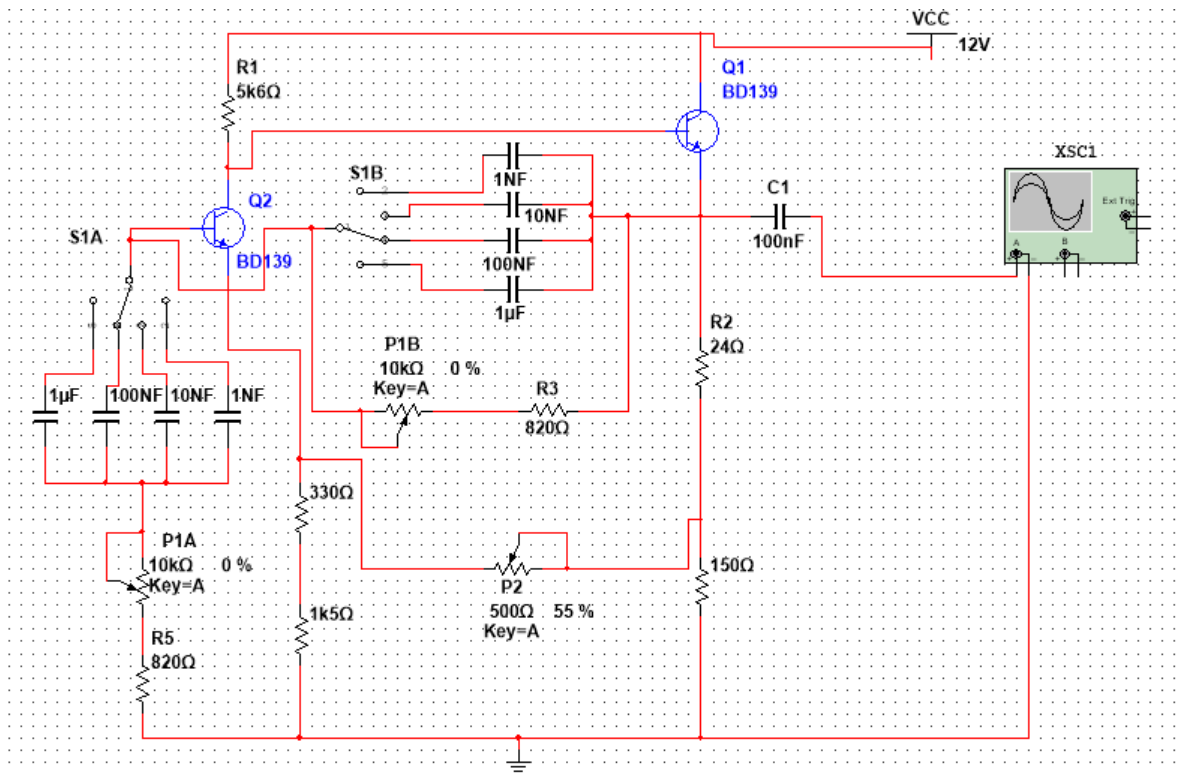 VCC
12V
R1
5k6Ω
Q1
BD139
XSC1
Ext Trig
A
B
S1B
1NF
10NF
100NF
1µF
Q2
BD139
S1A
C1
100nF
R2
24Ω
P1B
10kΩ 0 %
Key=A
R3
820Ω
1µF
100NF
10NF
1NF
330Ω
P1A
10kΩ 0 %
Key=A
150Ω
P2
500Ω 55 %
Key=A
1k5Ω
R5
820Ω